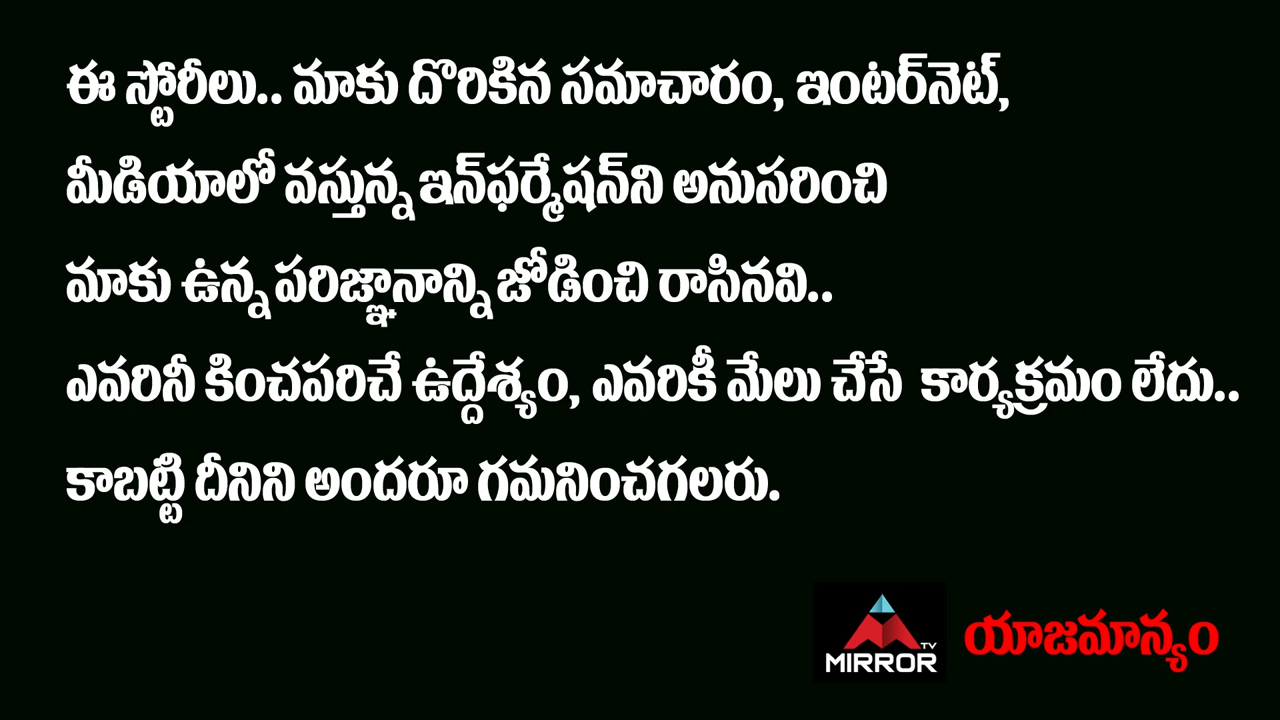 ఈ స్టోరీలు.. మాకు దొరికిన సమాచారం, ఇంటర్‌నెట్,
మీడియాలో వస్తున్న ఇన్‌ఫర్మేషన్‌ని అనుసరించి
మాకు ఉన్న పరిజ్ఞానాన్ని జోడించి రాసినవి..
ఎవరినీ కించపరిచే ఉద్దేశ్యం, ఎవరికీ మేలు చేసే కార్యక్రమం లేదు..
కాబట్టి దీనిని అందరూ గమనించగలరు.
MIRROR TV యాజమాన్యం